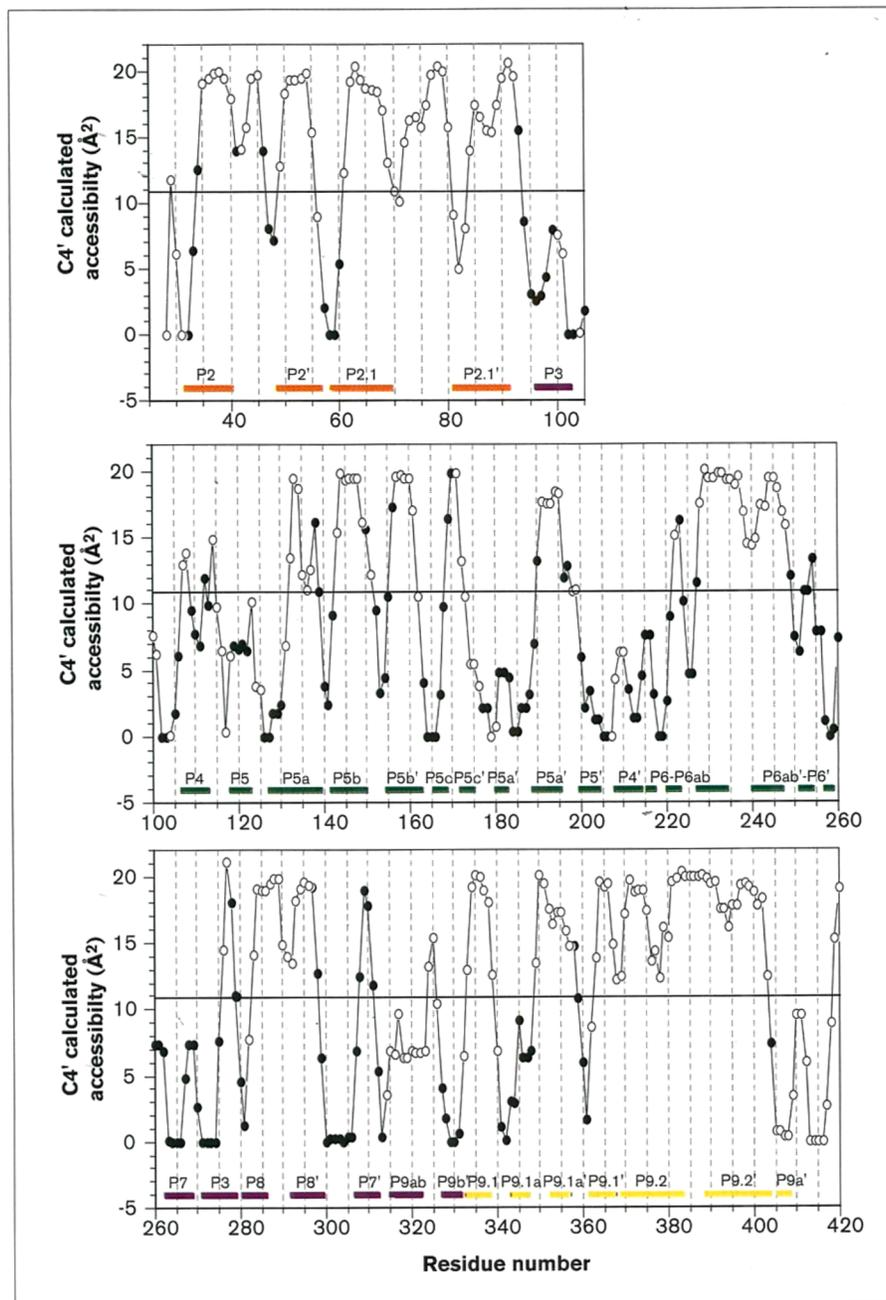 C4' calculated
accessibilty (Å²)
20
15
10
5
0
-5
P2 P2' P2.1 P2.1' P3
40 60 80 100
C4' calculated
accessibilty (Å²)
20
15
10
5
0
-5
P4 P5 P5a P5b P5b' P5c P5c' P5a' P5a' P5' P4' P6-P6ab P6ab'-P6'
100 120 140 160 180 200 220 240 260
C4' calculated
accessibilty (Å²)
20
15
10
5
0
-5
P7 P3 P8 P8' P7' P9ab P9b' P9.1 P9.1a P9.1a' P9.1' P9.2 P9.2' P9a'
260 280 300 320 340 360 380 400 420
Residue number